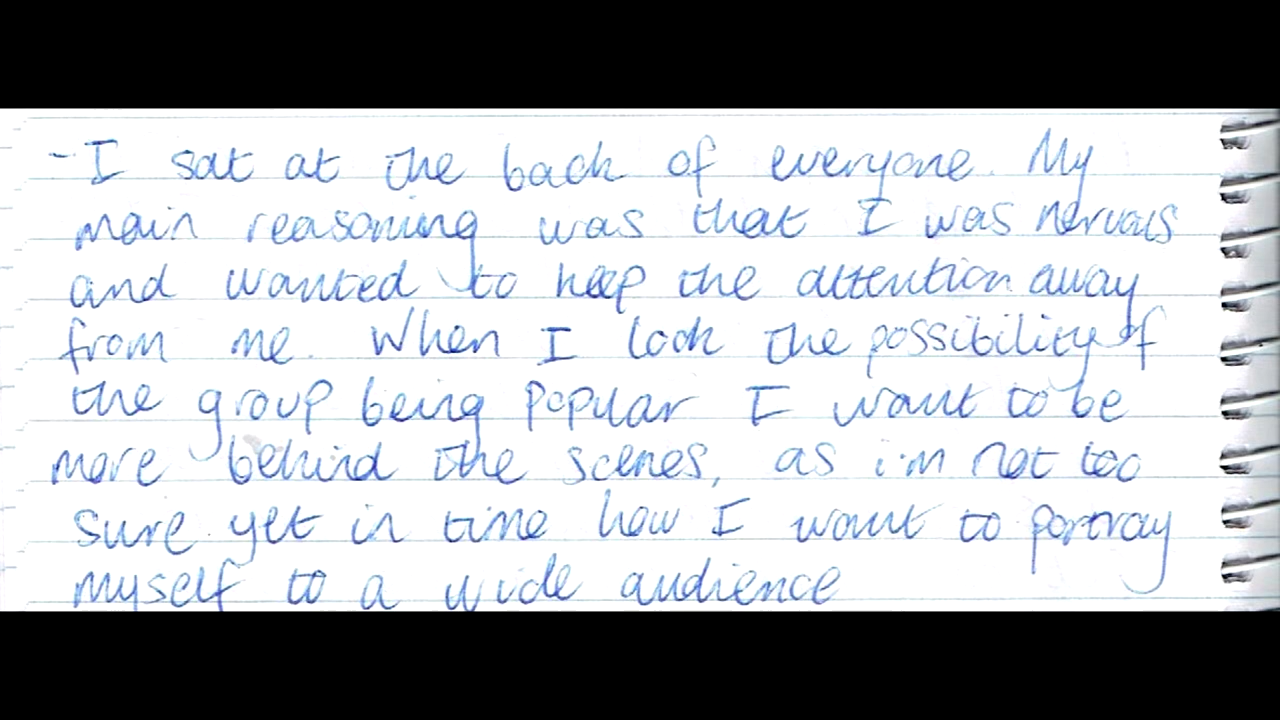 - I sat at the back of everyone. My
main reasoning was that I was nervous
and wanted to keep the attention away
from me. When I look the possibility of
the group being popular I want to be
more behind the scenes, as i'm not too
sure yet in time how I want to portray
myself to a wide audience